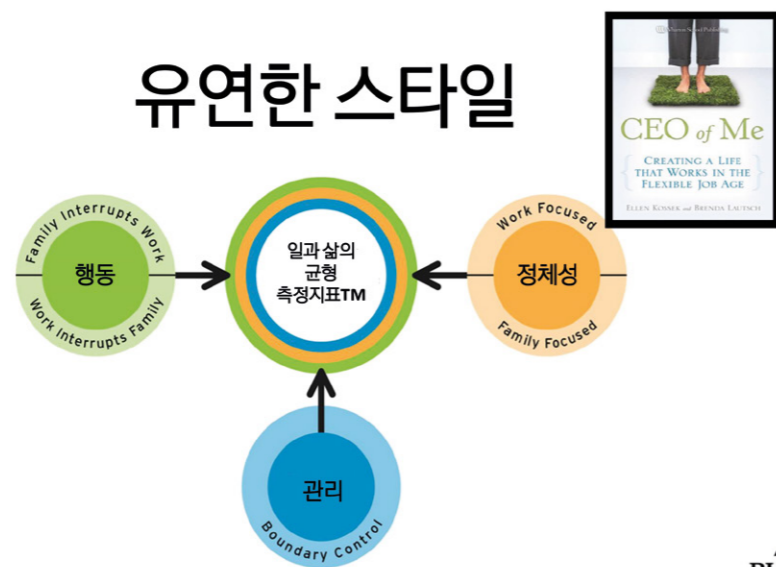 유연한 스타일
CEO of Me
CREATING A LIFE
THAT WORKS IN THE
FLEXIBLE JOB AGE
ELLEN KOSSEK and BRENDA LAUTSCH
Family Interrupts Work
행동
Work Interrupts Family
일과 삶의
균형
측정지표TM
Work Focused
정체성
Family Focused
관리
Boundary Control